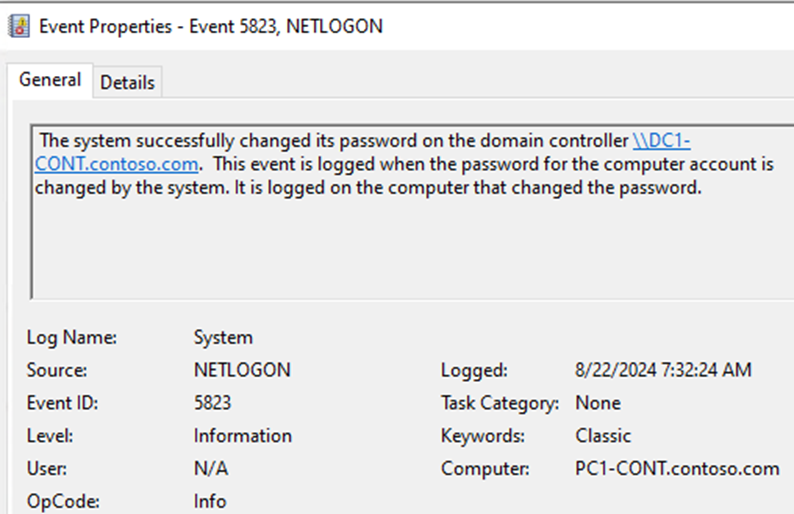 Event Properties - Event 5823, NETLOGON
General Details
The system successfully changed its password on the domain controller \\DC1-
CONT.contoso.com.  This event is logged when the password for the computer account is
changed by the system. It is logged on the computer that changed the password.
Log Name: System
Source: NETLOGON Logged: 8/22/2024 7:32:24 AM
Event ID: 5823 Task Category: None
Level: Information Keywords: Classic
User: N/A Computer: PC1-CONT.contoso.com
OpCode: Info